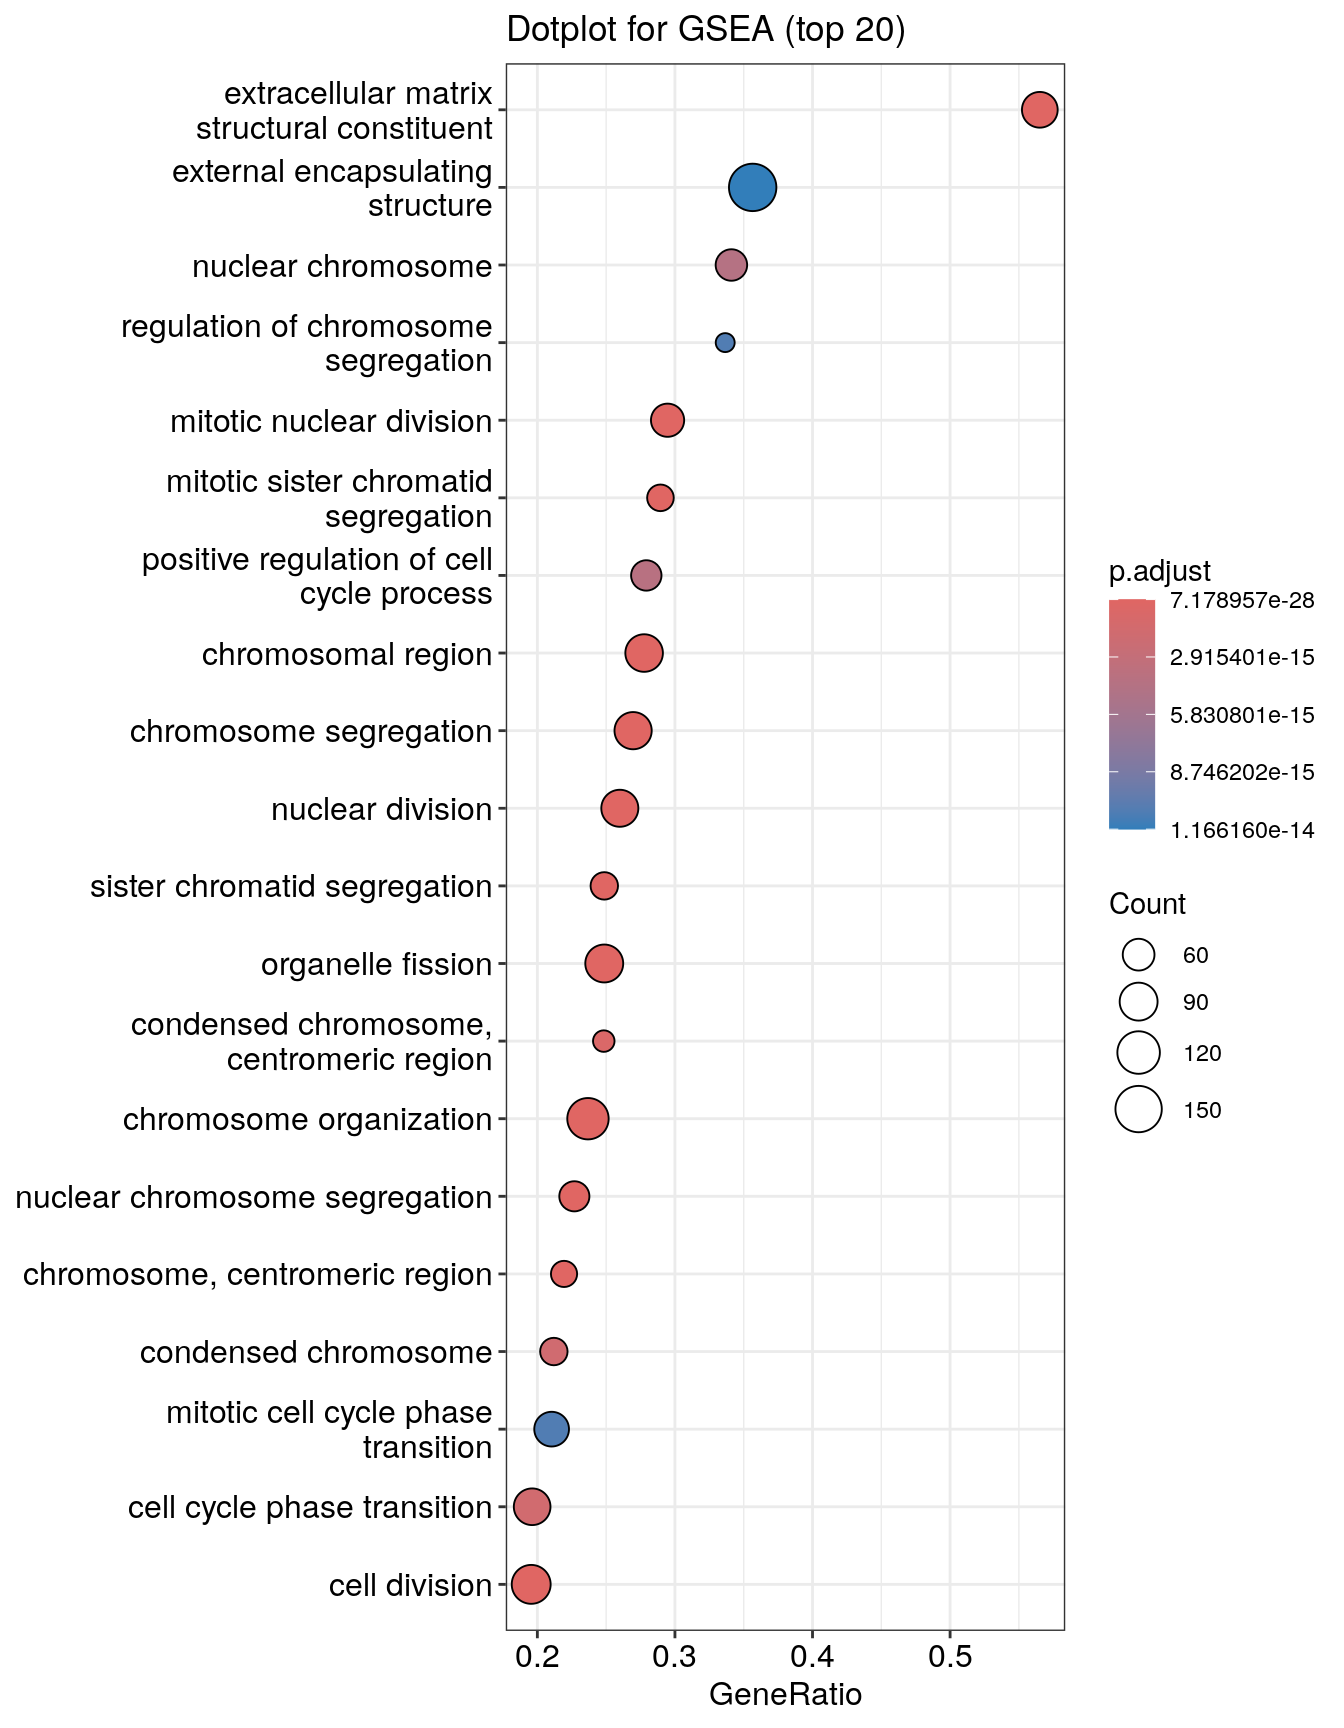 Dotplot for GSEA (top 20)
extracellular matrix
structural constituent
external encapsulating
structure
nuclear chromosome
regulation of chromosome
segregation
mitotic nuclear division
mitotic sister chromatid
segregation
positive regulation of cell
cycle process
chromosomal region
chromosome segregation
nuclear division
sister chromatid segregation
organelle fission
condensed chromosome,
centromeric region
chromosome organization
nuclear chromosome segregation
chromosome, centromeric region
condensed chromosome
mitotic cell cycle phase
transition
cell cycle phase transition
cell division
0.2 0.3 0.4 0.5
GeneRatio
p.adjust
7.178957e-28
2.915401e-15
5.830801e-15
8.746202e-15
1.166160e-14
Count
60
90
120
150